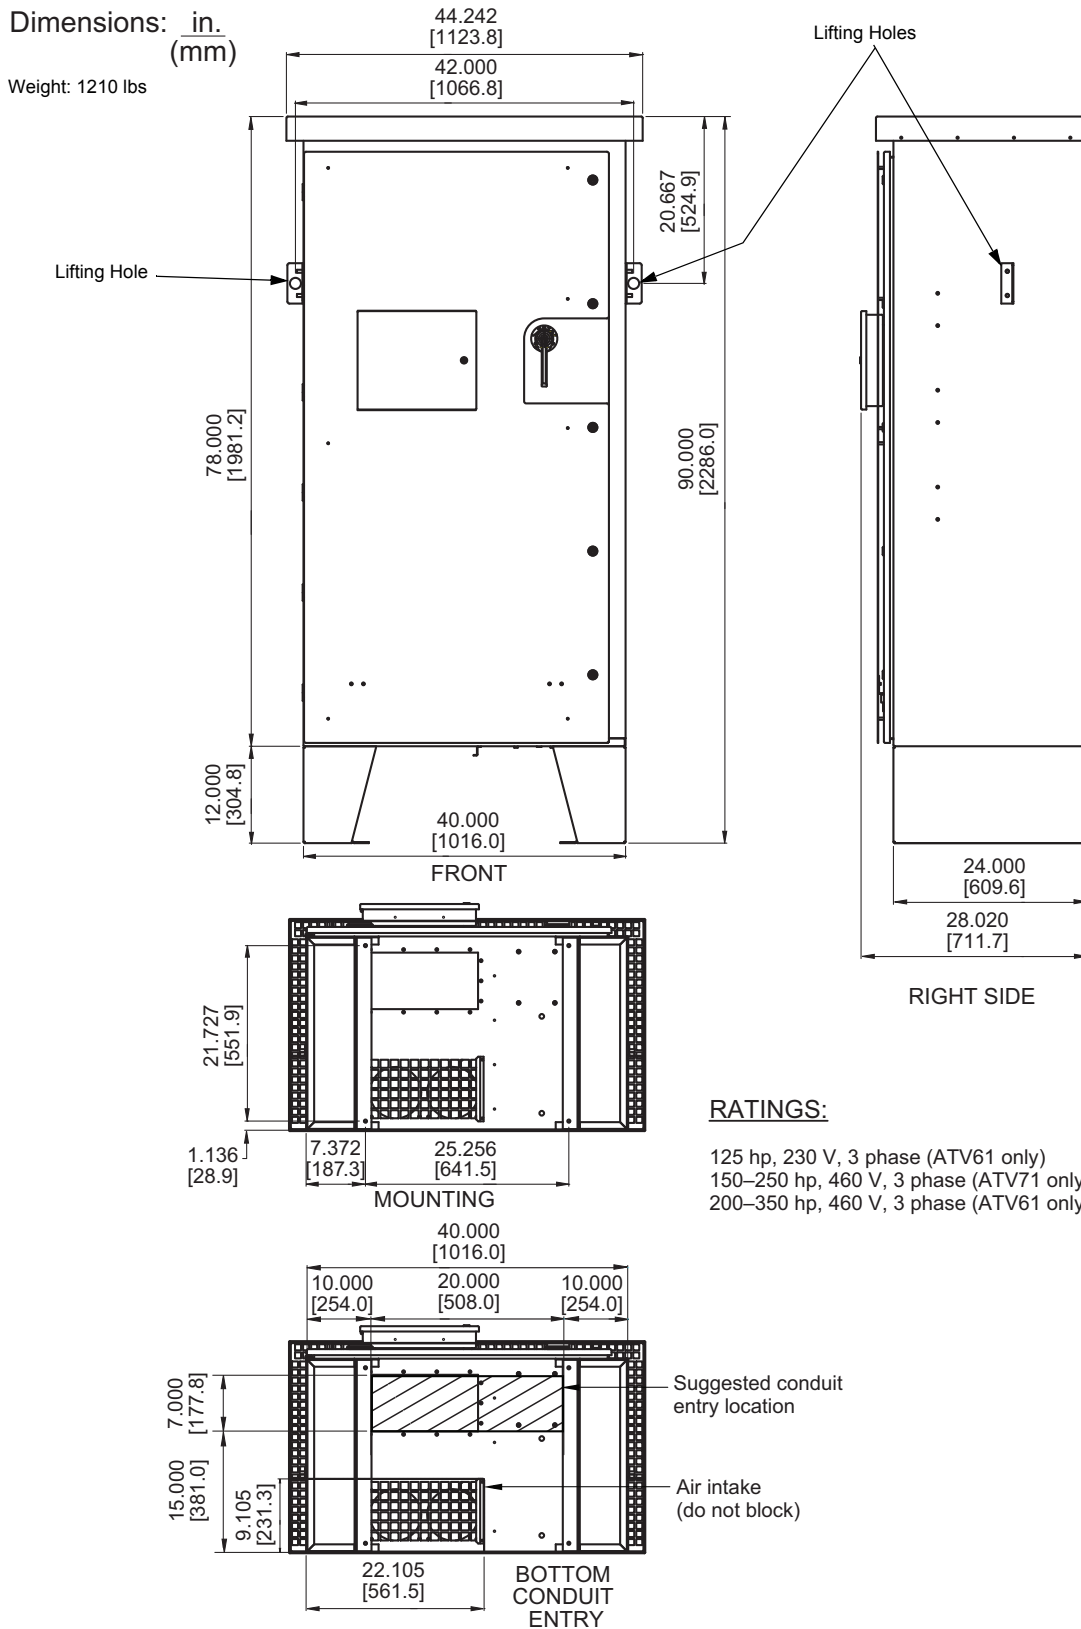 Dimensions: in.
(mm)
Weight: 1210 lbs
44.242
[1123.8]
42.000
[1066.8]
Lifting Holes
20.667
[524.9]
Lifting Hole
78.000
[1981.2]
90.000
[2286.0]
12.000
[304.8]
40.000
[1016.0]
FRONT
24.000
[609.6]
28.020
[711.7]
RIGHT SIDE
21.727
[551.9]
1.136
[28.9]
7.372
[187.3]
25.256
[641.5]
MOUNTING
RATINGS:
125 hp, 230 V, 3 phase (ATV61 only)
150–250 hp, 460 V, 3 phase (ATV71 only
200–350 hp, 460 V, 3 phase (ATV61 only
40.000
[1016.0]
10.000
[254.0]
20.000
[508.0]
10.000
[254.0]
7.000
[177.8]
Suggested conduit
entry location
15.000
[381.0]
9.105
[231.3]
Air intake
(do not block)
22.105
[561.5]
BOTTOM
CONDUIT
ENTRY